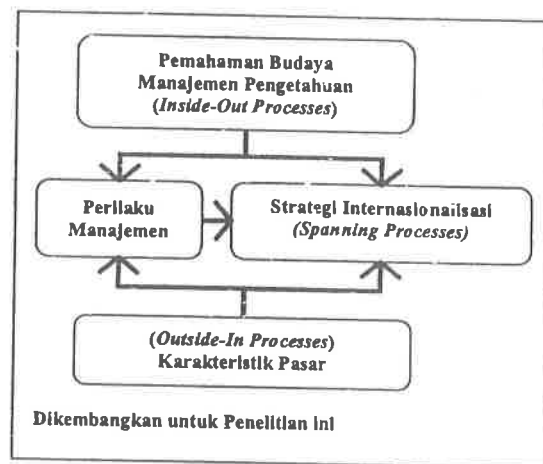 Pemahaman Budaya
Manajemen Pengetahuan
(Inside-Out Processes)
Perilaku
Manajemen
Strategi Internasionalisasi
(Spanning Processes)
(Outside-In Processes)
Karakteristik Pasar
Dikembangkan untuk Penelitian ini